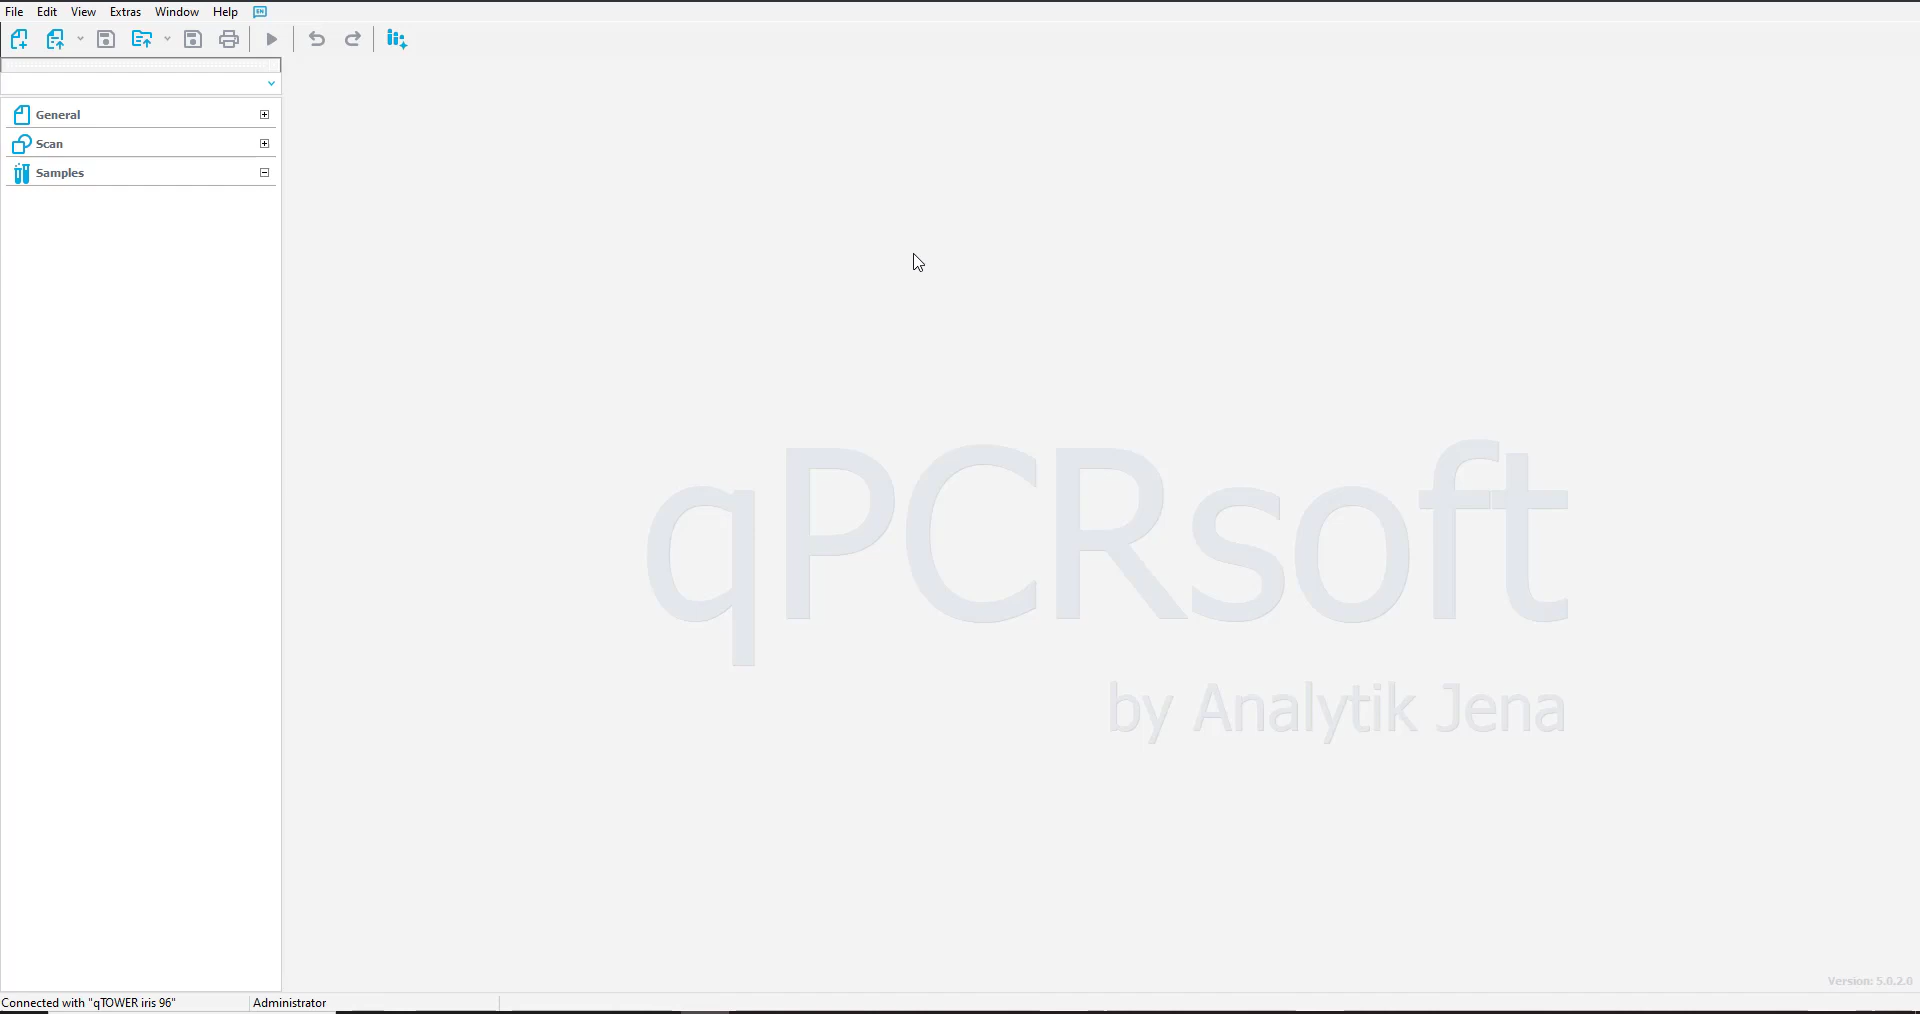 File Edit View Extras Window Help EN
General
Scan
Samples
qPCRsoft
by Analytik Jena
Version: 5.0.2.0
Connected with "qTOWER iris 96" Administrator